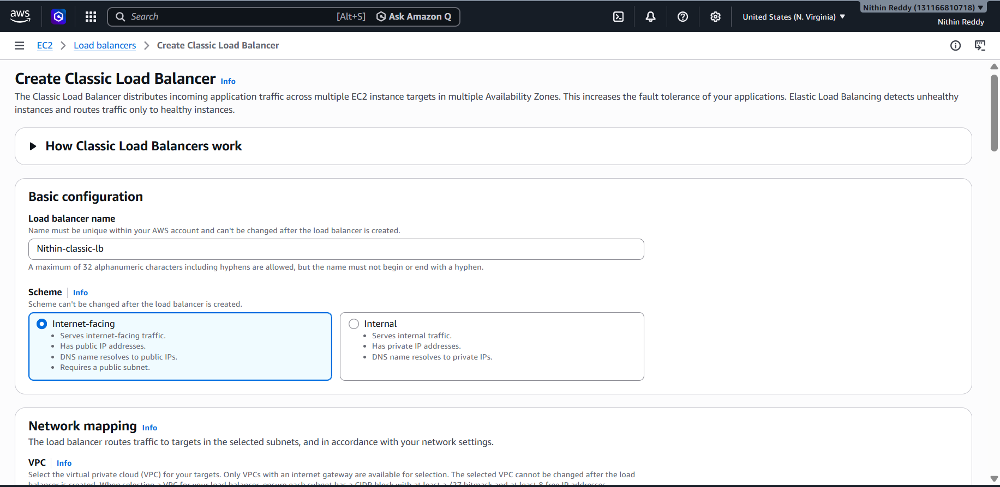 aws
Search
[Alt+S]
Ask Amazon Q
United States (N. Virginia)
Nithin Reddy (131166810718)
Nithin Reddy
EC2
Load balancers
Create Classic Load Balancer
Create Classic Load Balancer Info
The Classic Load Balancer distributes incoming application traffic across multiple EC2 instance targets in multiple Availability Zones. This increases the fault tolerance of your applications. Elastic Load Balancing detects unhealthy
instances and routes traffic only to healthy instances.
How Classic Load Balancers work
Basic configuration
Load balancer name
Name must be unique within your AWS account and can't be changed after the load balancer is created.
Nithin-classic-lb
A maximum of 32 alphanumeric characters including hyphens are allowed, but the name must not begin or end with a hyphen.
Scheme Info
Scheme can't be changed after the load balancer is created.
Internet-facing
• Serves internet-facing traffic.
• Has public IP addresses.
• DNS name resolves to public IPs.
• Requires a public subnet.
Internal
• Serves internal traffic.
• Has private IP addresses.
• DNS name resolves to private IPs.
Network mapping Info
The load balancer routes traffic to targets in the selected subnets, and in accordance with your network settings.
VPC Info
Select the virtual private cloud (VPC) for your targets. Only VPCs with an internet gateway are available for selection. The selected VPC cannot be changed after the load
balancer is created. When selecting a VPC for your load balancer, ensure each subnet has a CIDR block with at least a /27 bitmask and at least 8 free IP addresses.